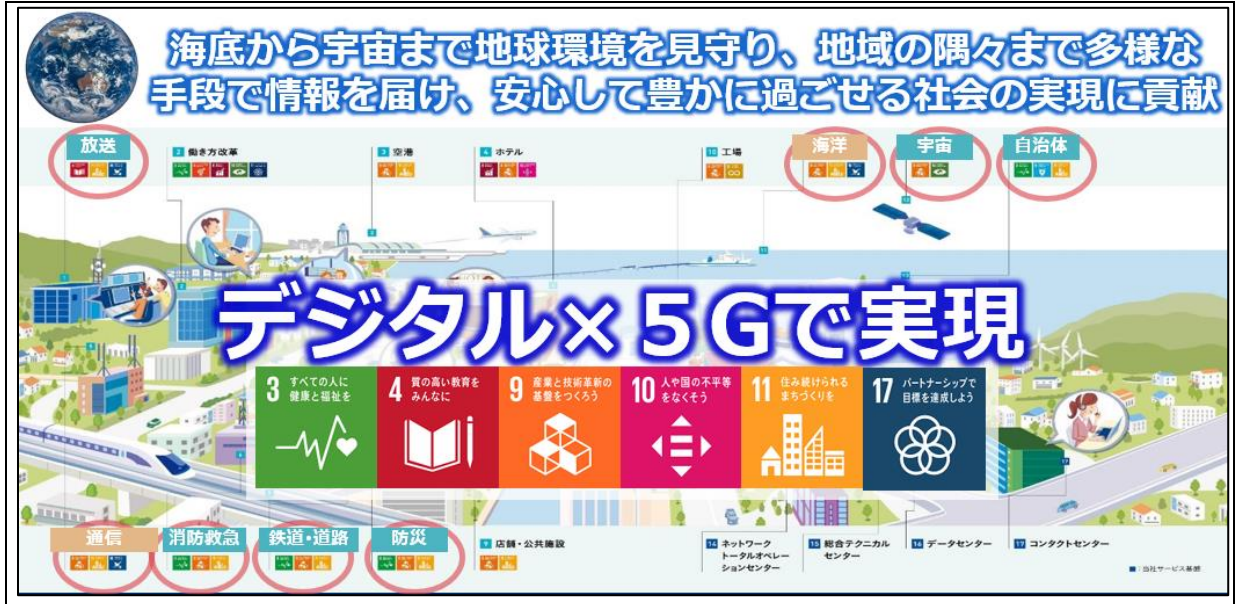 海底から宇宙まで地球環境を見守り、地域の隅々まで多様な
手段で情報を届け、安心して豊かに過ごせる社会の実現に貢献
放送
2 働き方改革
3 空港
4 ホテル
10 工場
海洋
宇宙
自治体
デジタル×５Gで実現
3 すべての人に
健康と福祉を
4 質の高い教育を
みんなに
9 産業と技術革新の
基盤をつくろう
10 人や国の不平等
をなくそう
11 住み続けられる
まちづくりを
17 パートナーシップで
目標を達成しよう
通信
消防救急
鉄道・道路
防災
9 店舗・公共施設
14 ネットワーク
トータルオペレー
ションセンター
15 総合テクニカル
センター
16 データセンター
17 コンタクトセンター
■：当社サービス基盤